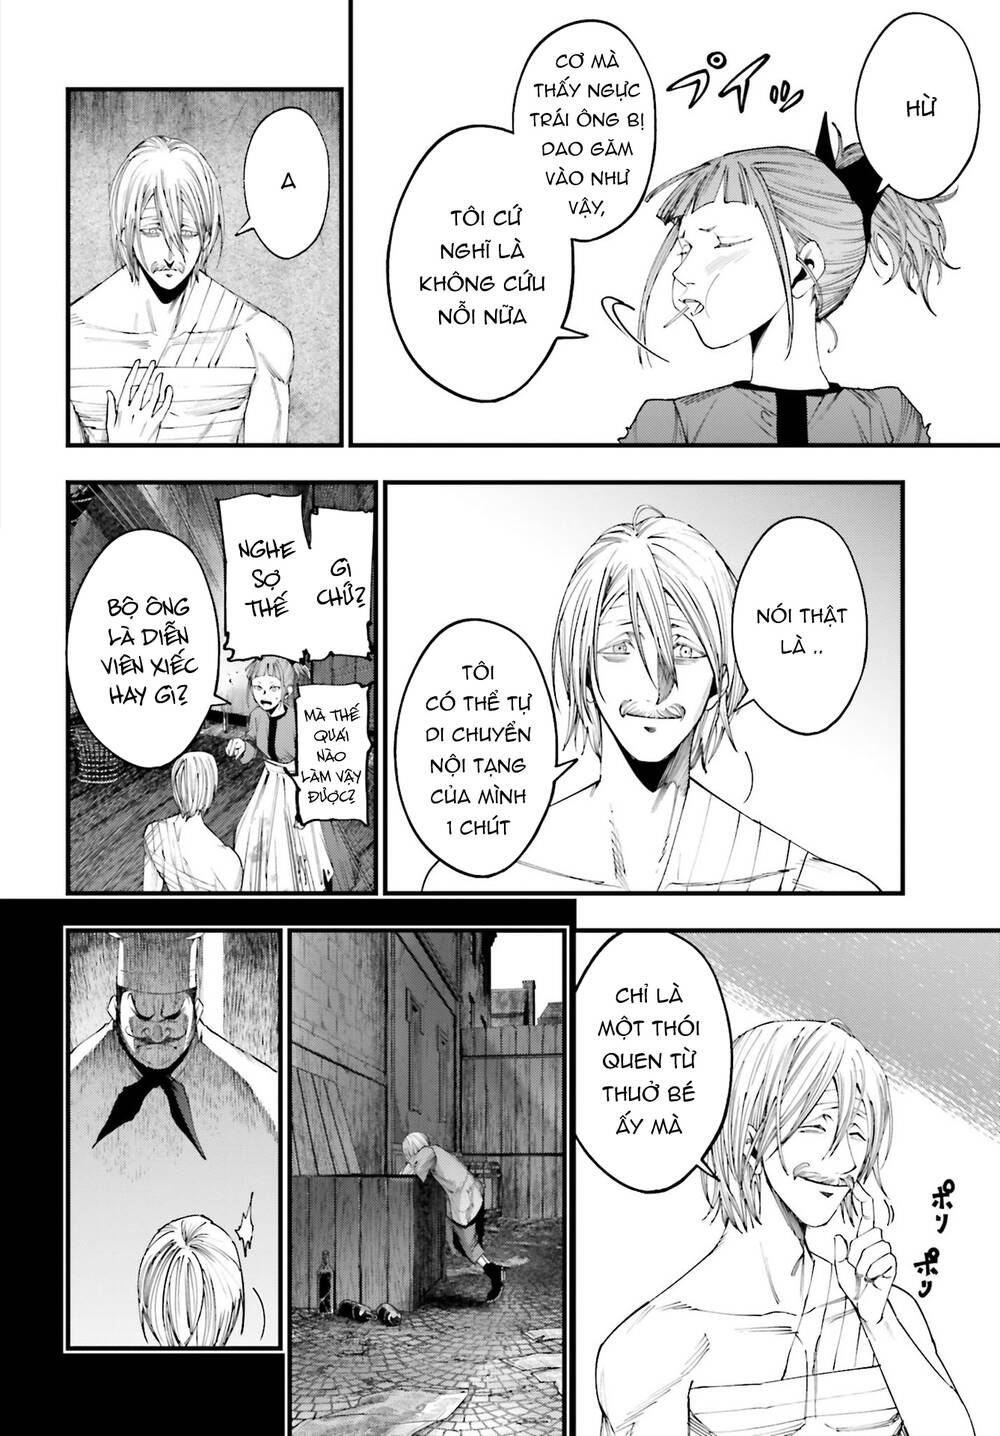 HỪ
プイッ
CƠ MÀ
THẤY NGỰC
TRÁI ÔNG BỊ
DAO GĂM
VÀO NHƯ
VẬY,
TÔI CỨ
NGHĨ LÀ
KHÔNG CỨU
NỔI NỮA
A
NÓI THẬT
LÀ ..
TÔI
CÓ THỂ TỰ
DI CHUYỂN
NỘI TẠNG
CỦA MÌNH
1 CHÚT
GÌ
CHỨ?
NGHE
SỢ
THẾ
MÀ THẾ
QUÁI
NÀO
LÀM VẬY
ĐƯỢC?
BỘ ÔNG
LÀ DIỄN
VIÊN XIẾC
HAY GÌ?
CHỈ LÀ
MỘT THÓI
QUEN TỪ
THUỞ BÉ
ẤY MÀ
ポリ
ポリ